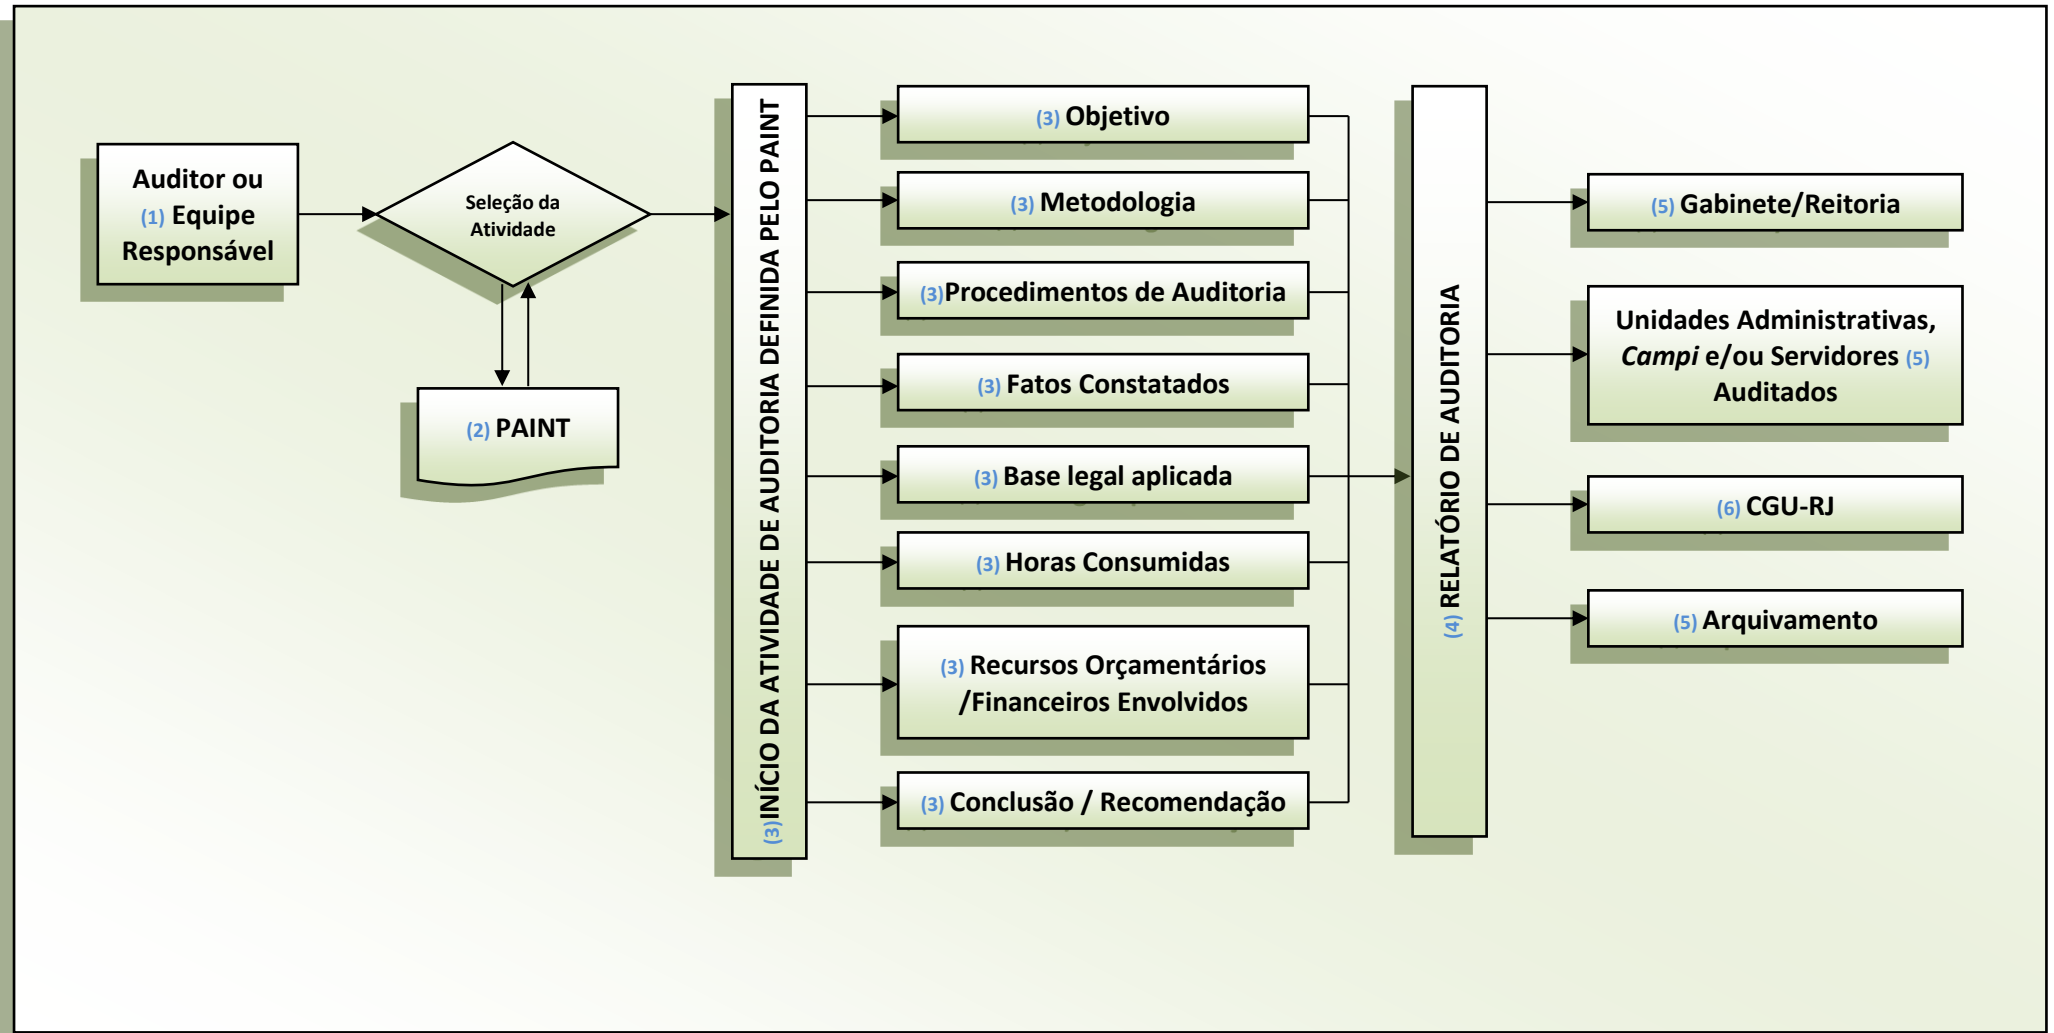 Auditor ou
(1) Equipe
Responsável
Seleção da
Atividade
(2) PAINT
(3)INÍCIO DA ATIVIDADE DE AUDITORIA DEFINIDA PELO PAINT
(3) Objetivo
(3) Metodologia
(3)Procedimentos de Auditoria
(3) Fatos Constatados
(3) Base legal aplicada
(3) Horas Consumidas
(3) Recursos Orçamentários
/Financeiros Envolvidos
(3) Conclusão / Recomendação
(4) RELATÓRIO DE AUDITORIA
(5) Gabinete/Reitoria
Unidades Administrativas,
Campi e/ou Servidores (5)
Auditados
(6) CGU-RJ
(5) Arquivamento